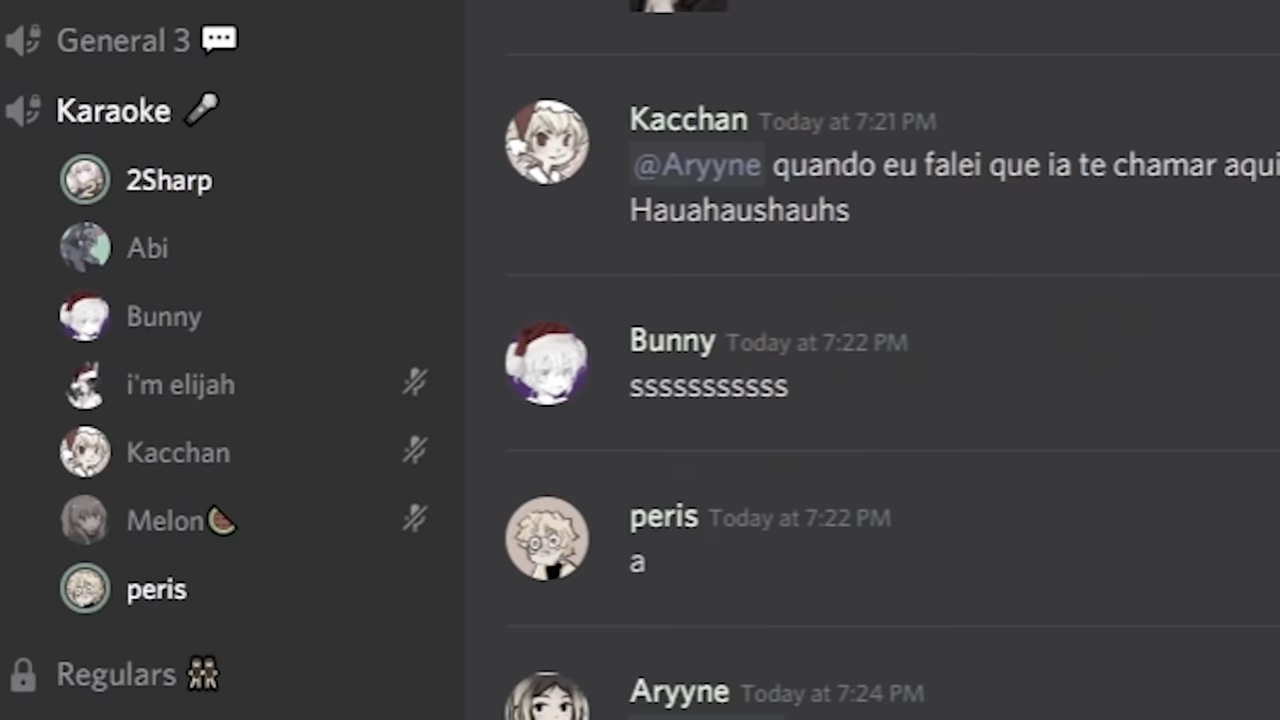 General 3
Karaoke
2Sharp
Abi
Bunny
i'm elijah
Kacchan
Melon
peris
Regulars
Kacchan Today at 7:21 PM
@Aryyne quando eu falei que ia te chamar aqui
Hauahaushauhs
Bunny Today at 7:22 PM
sssssssssss
peris Today at 7:22 PM
a
Aryyne Today at 7:24 PM